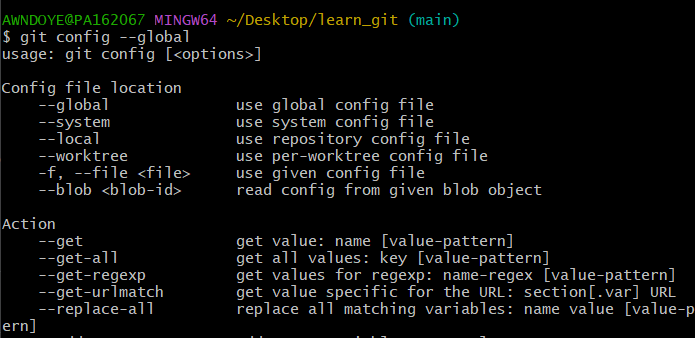 AWNDOYE@PA162067 MINGW64 ~/Desktop/learn_git (main)
$ git config --global
usage: git config [<options>]

Config file location
    --global              use global config file
    --system              use system config file
    --local               use repository config file
    --worktree            use per-worktree config file
    -f, --file <file>     use given config file
    --blob <blob-id>      read config from given blob object

Action
    --get                 get value: name [value-pattern]
    --get-all             get all values: key [value-pattern]
    --get-regexp          get values for regexp: name-regex [value-pattern]
    --get-urlmatch        get value specific for the URL: section[.var] URL
    --replace-all         replace all matching variables: name value [value-p
ern]